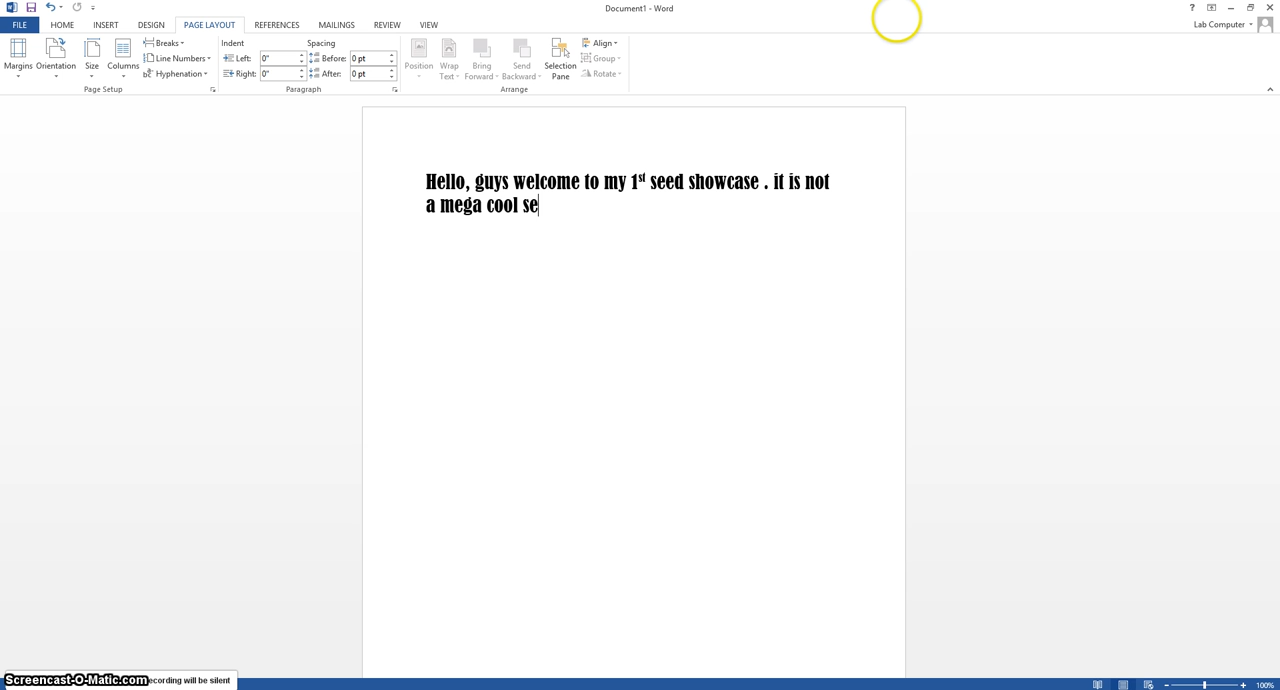 Document1 - Word
FILE HOME INSERT DESIGN PAGE LAYOUT REFERENCES MAILINGS REVIEW VIEW
Lab Computer
Margins Orientation Size Columns
Breaks
Line Numbers
Hyphenation
Page Setup
Indent Spacing
Left: 0" Before: 0 pt
Right: 0" After: 0 pt
Paragraph
Position Wrap Text Bring Forward Send Backward Selection Pane
Align
Group
Rotate
Arrange
Hello, guys welcome to my 1st seed showcase . it is not
a mega cool se
Screencast-O-Matic.com ecording will be silent
100%